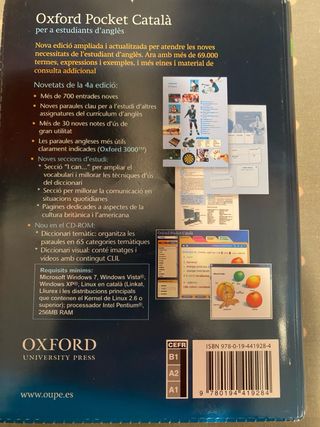 Oxford Pocket Català
per a estudiants d'anglès
Nova edició ampliada i actualitzada per atendre les noves
necessitats de l'estudiant d'anglès. Ara amb més de 69.000
termes, expressions i exemples, i més eines i material de
consulta addicional
Novetats de la 4a edició:
• Més de 700 entrades noves
• Noves paraules clau per a l'estudi d'altres
assignatures del currículum d'anglès
• Més de 30 noves notes d'ús de
gran utilitat
• Les paraules angleses més útils
clarament indicades (Oxford 3000™)
• Noves seccions d'estudi:
* Secció "I can..." per ampliar el
vocabulari i millorar les tècniques d'ús
del diccionari
* Secció per millorar la comunicació en
situacions quotidianes
* Pàgines dedicades a aspectes de la
cultura britànica i l'americana
• Nou en el CD-ROM:
* Diccionari temàtic: organitza les
paraules en 65 categories temàtiques
* Diccionari visual: conté imatges i
vídeos amb contingut CLIL
Requisits mínims:
Microsoft Windows 7, Windows Vista®,
Windows XP®, Linux en català (Linkat,
Lliurex i les distribucions principals
que contenen el Kernel de Linux 2.6 o
superior); processador Intel Pentium®,
256MB RAM
Oxford Pocket Català
OXFORD
UNIVERSITY PRESS
www.oupe.es
CEFR
B1
A2
A1
ISBN 978-0-19-441928-4
9 780194 419284